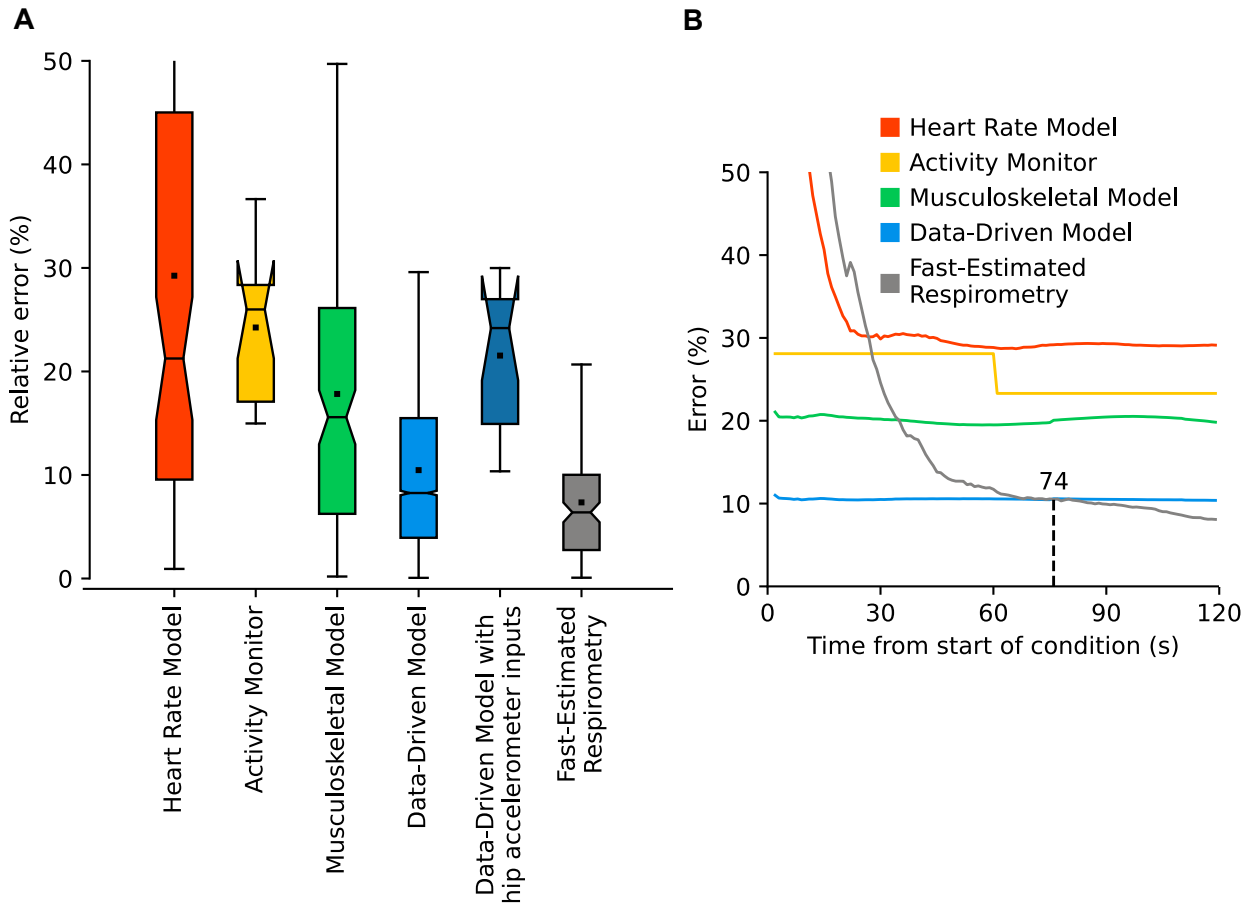 A
Relative error (%)
50
40
30
20
10
0
Heart Rate Model
Activity Monitor
Musculoskeletal Model
Data-Driven Model
Data-Driven Model with
hip accelerometer inputs
Fast-Estimated
Respirometry
B
Heart Rate Model
Activity Monitor
Musculoskeletal Model
Data-Driven Model
Fast-Estimated
Respirometry
Error (%)
50
40
30
20
10
0
74
0
30
60
90
120
Time from start of condition (s)